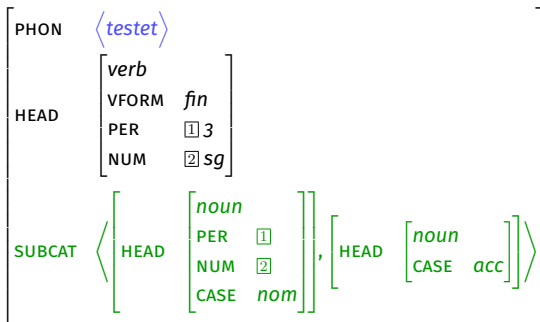 PHON ⟨testet⟩
HEAD [verb
VFORM fin
PER 1 3
NUM 2 sg]
SUBCAT ⟨[HEAD [noun
PER 1
NUM 2
CASE nom]], [HEAD [noun
CASE acc]]⟩